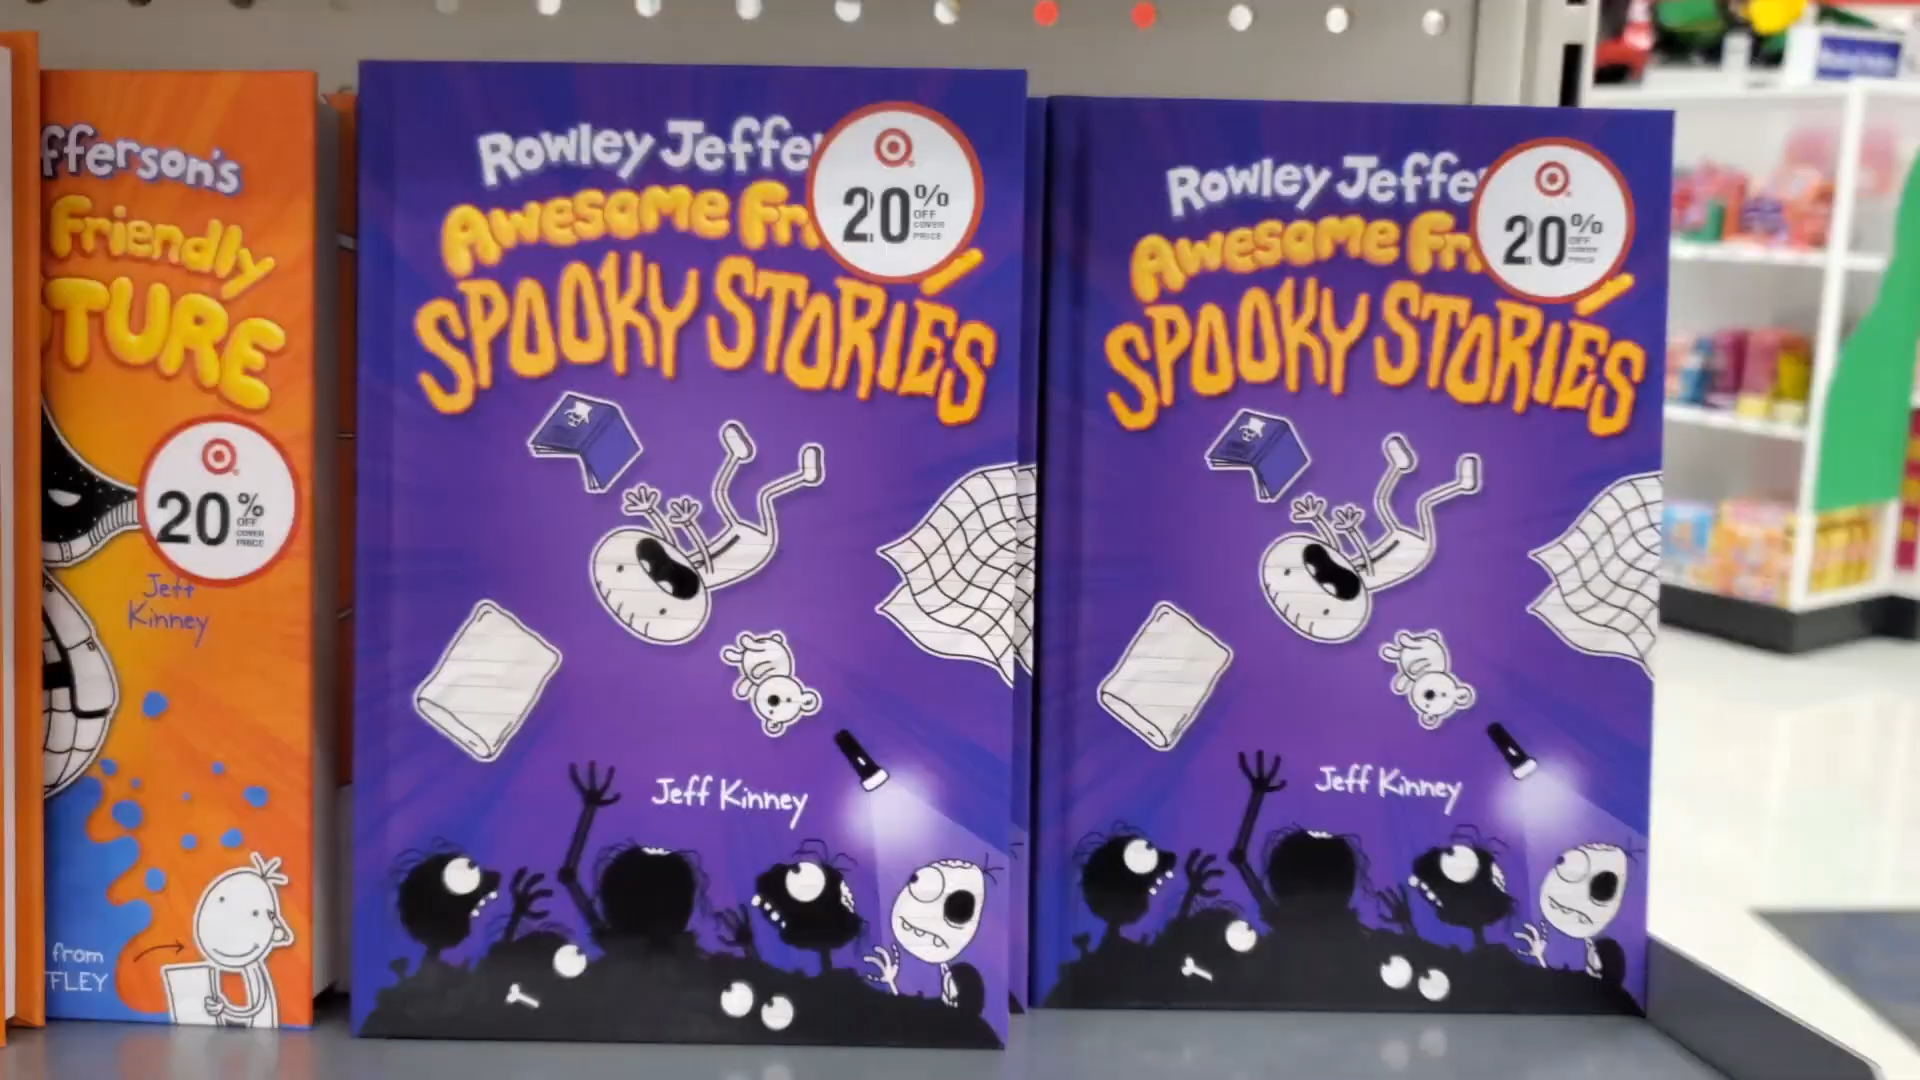 fferson's
Friendly
TURE
20%
OFF
COVER
PRICE
Jeff
Kinney
from
FLEY
Rowley Jeffe
Awesome Fr
SPOOKY STORIES
20%
OFF
COVER
PRICE
Jeff Kinney
Rowley Jeffe
Awesome Fr
SPOOKY STORIES
20%
OFF
COVER
PRICE
Jeff Kinney